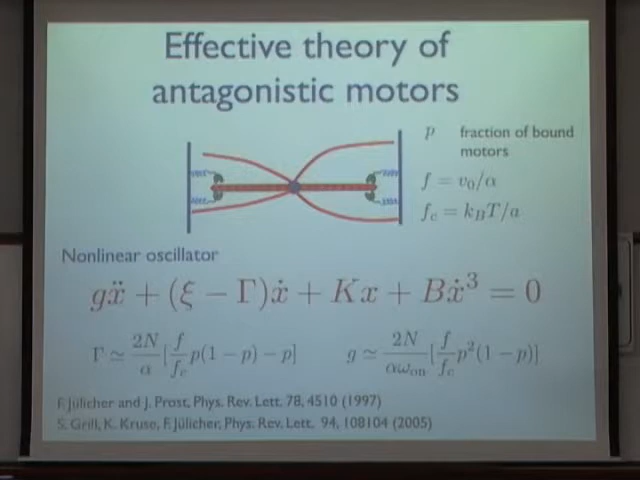 Effective theory of
antagonistic motors
p fraction of bound
motors
f = v₀/α
f_c = k_BT/a
Nonlinear oscillator
gẍ + (ξ − Γ)ẋ + Kx + Bẋ³ = 0
Γ ≃ 2N/α [f/f_c p(1 − p) − p]
g ≃ 2N/αω_on [f/f_c p²(1 − p)]
F. Jülicher and J. Prost, Phys. Rev. Lett. 78, 4510 (1997)
S. Grill, K. Kruse, F. Jülicher, Phys. Rev. Lett. 94, 108104 (2005)